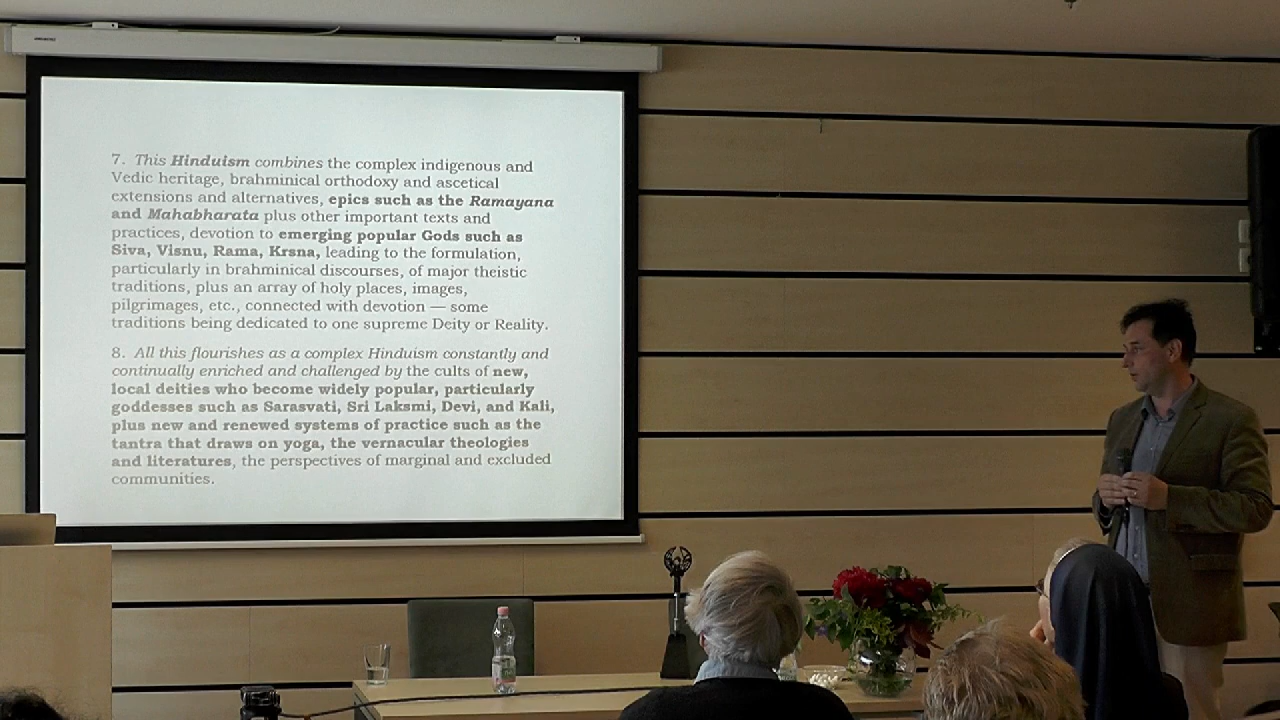 7. This Hinduism combines the complex indigenous and
Vedic heritage, brahminical orthodoxy and ascetical
extensions and alternatives, epics such as the Ramayana
and Mahabharata plus other important texts and
practices, devotion to emerging popular Gods such as
Siva, Visnu, Rama, Krsna, leading to the formulation,
particularly in brahminical discourses, of major theistic
traditions, plus an array of holy places, images,
pilgrimages, etc., connected with devotion — some
traditions being dedicated to one supreme Deity or Reality.
8. All this flourishes as a complex Hinduism constantly and
continually enriched and challenged by the cults of new,
local deities who become widely popular, particularly
goddesses such as Sarasvati, Sri Laksmi, Devi, and Kali,
plus new and renewed systems of practice such as the
tantra that draws on yoga, the vernacular theologies
and literatures, the perspectives of marginal and excluded
communities.